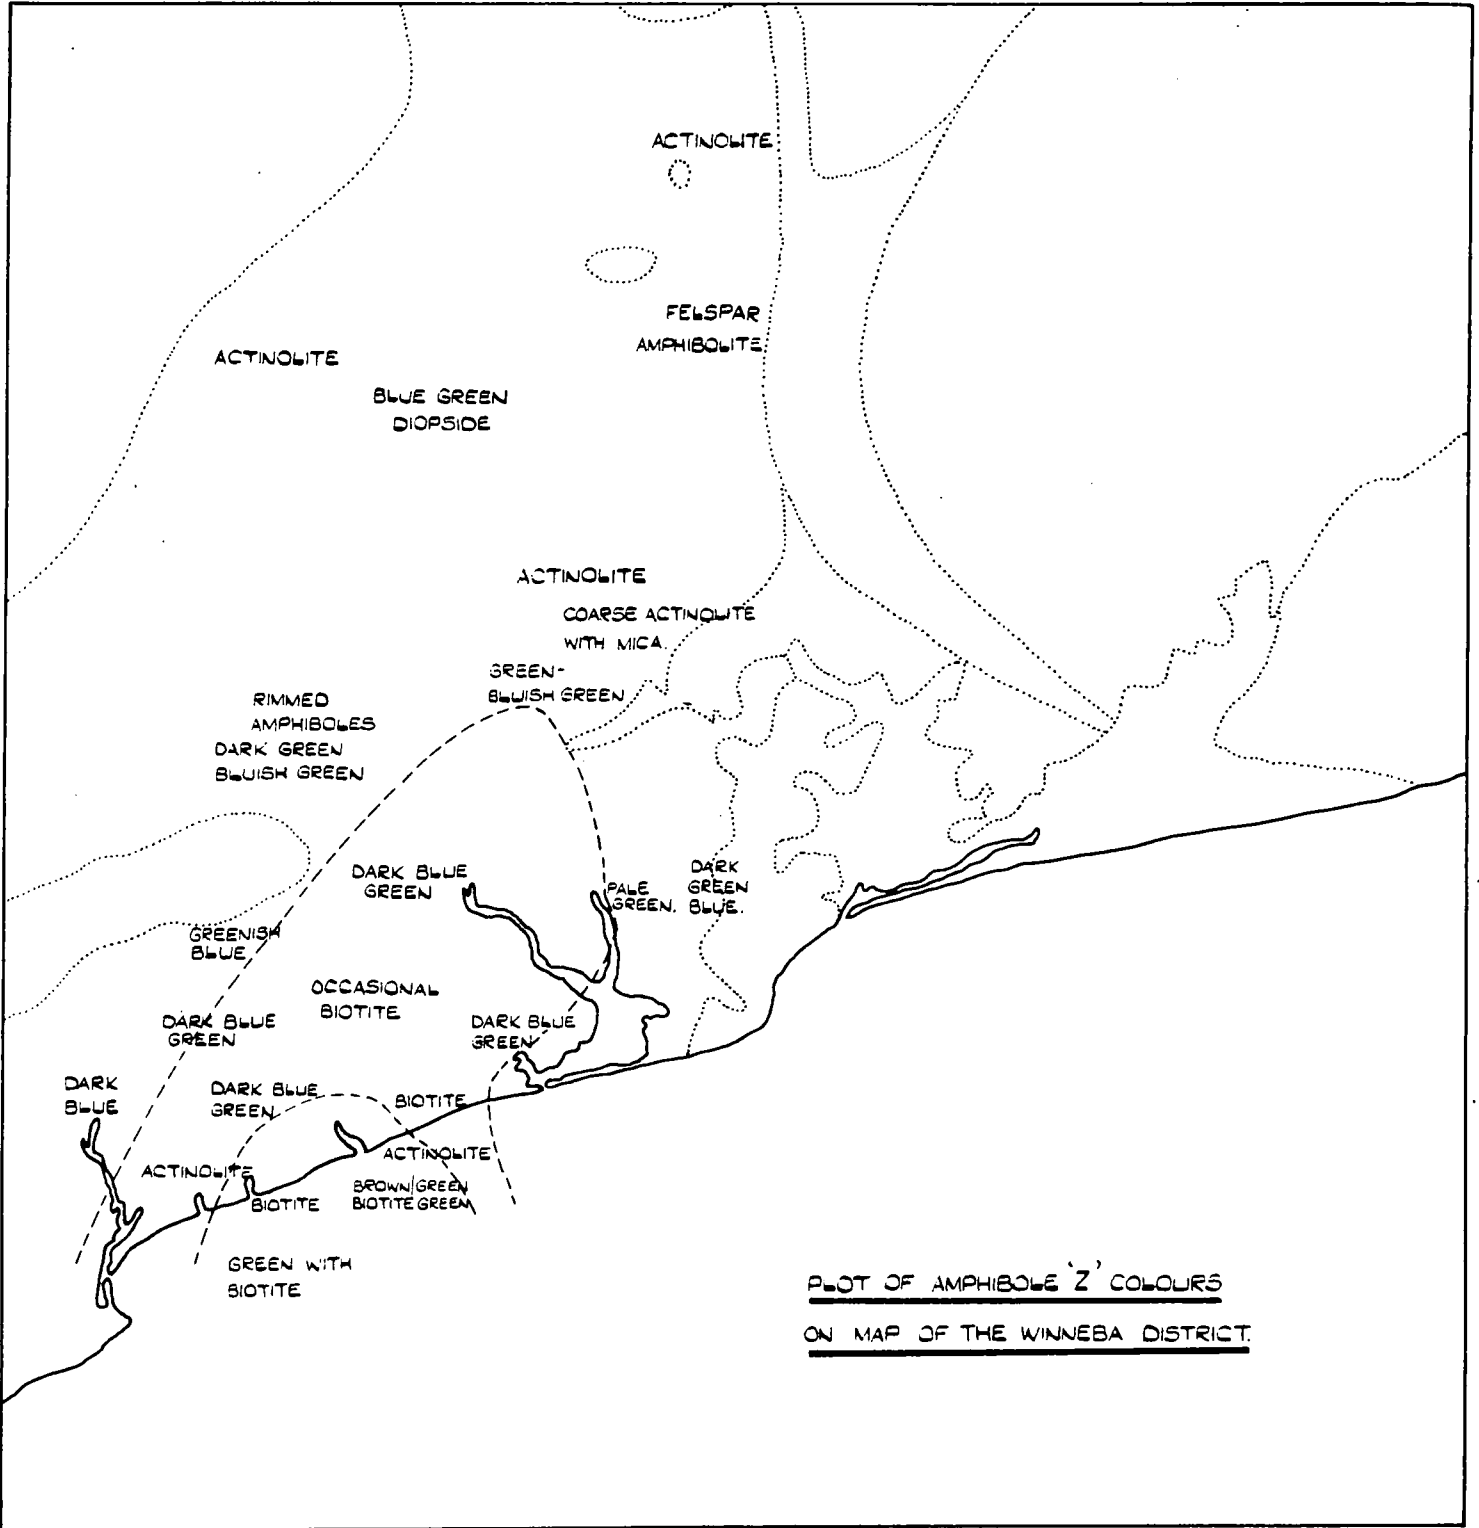 ACTINOLITE
FELSPAR
AMPHIBOLITE
ACTINOLITE
BLUE GREEN
DIOPSIDE
ACTINOLITE
COARSE ACTINOLITE
WITH MICA.
GREEN-
BLUISH GREEN
RIMMED
AMPHIBOLES
DARK GREEN
BLUISH GREEN
DARK BLUE
GREEN
PALE
GREEN.
DARK
GREEN
BLUE.
GREENISH
BLUE
OCCASIONAL
BIOTITE
DARK BLUE
GREEN
DARK BLUE
GREEN
DARK
BLUE
DARK BLUE
GREEN
BIOTITE
ACTINOLITE
ACTINOLITE
BIOTITE
BROWN/GREEN
BIOTITE GREEN
GREEN WITH
BIOTITE
PLOT OF AMPHIBOLE 'Z' COLOURS
ON MAP OF THE WINNEBA DISTRICT.